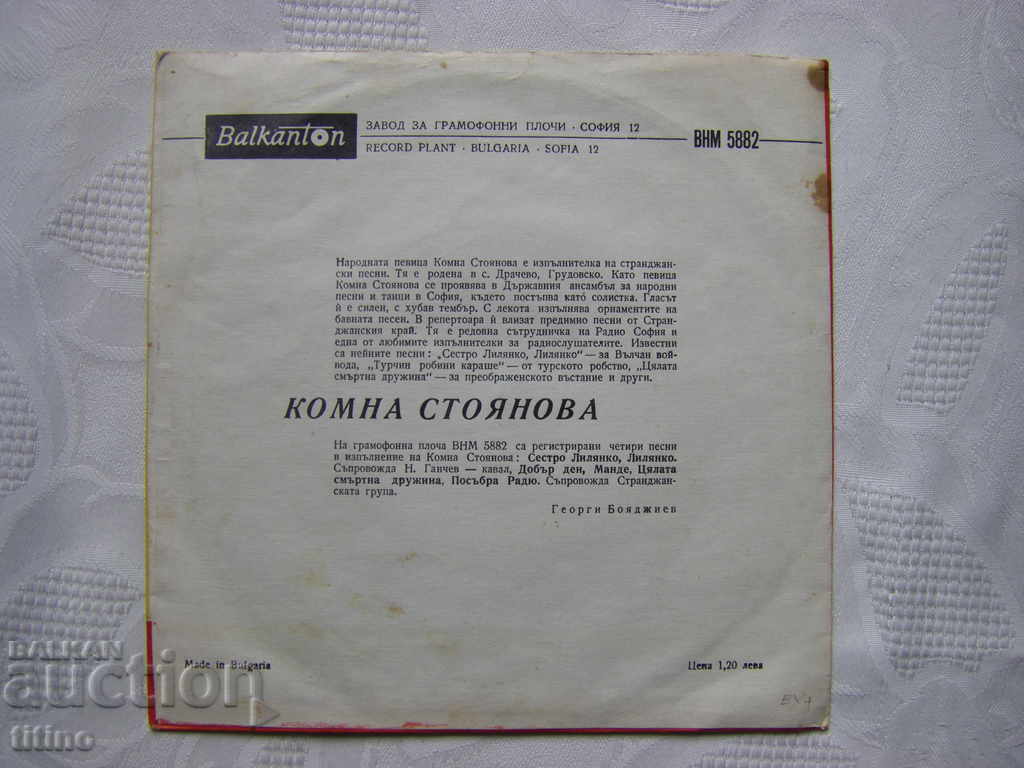 Balkanton
ЗАВОД ЗА ГРАМОФОННИ ПЛОЧИ · СОФИЯ 12
RECORD PLANT · BULGARIA · SOFIA 12
ВНМ 5882
Народната певица Комна Стоянова е изпълнителка на странджан-
ски песни. Тя е родена в с. Драчево, Грудовско. Като певица
Комна Стоянова се проявява в Държавния ансамбъл за народни
песни и танци в София, където постъпва като́ солистка. Гласът
ѝ е силен, с хубав тембър. С лекота изпълнява орнаментите на
бавната песен. В репертоара ѝ влизат предимно песни от Стран-
джанския край. Тя е редовна сътрудничка на Радио София и
една от любимите изпълнителки за радиослушателите. Известни
са нейните песни: „Сестро Лилянко, Лилянко“ — за Вълчан вой-
вода, „Турчин робини караше“ — от турското робство, „Цялата
смъртна дружина“ — за преображенското въстание и други.
КОМНА СТОЯНОВА
На грамофонна плоча ВНМ 5882 са регистрирани четири песни
в изпълнение на Комна Стоянова: Сестро Лилянко, Лилянко.
Съпровожда Н. Ганчев — кавал, Добър ден, Манде, Цялата
смъртна дружина, Посъбра Радю. Съпровожда Странджан-
ската група.
Георги Бояджиев
Made in Bulgaria
Цена 1,20 лева
BALKAN
auction
titino